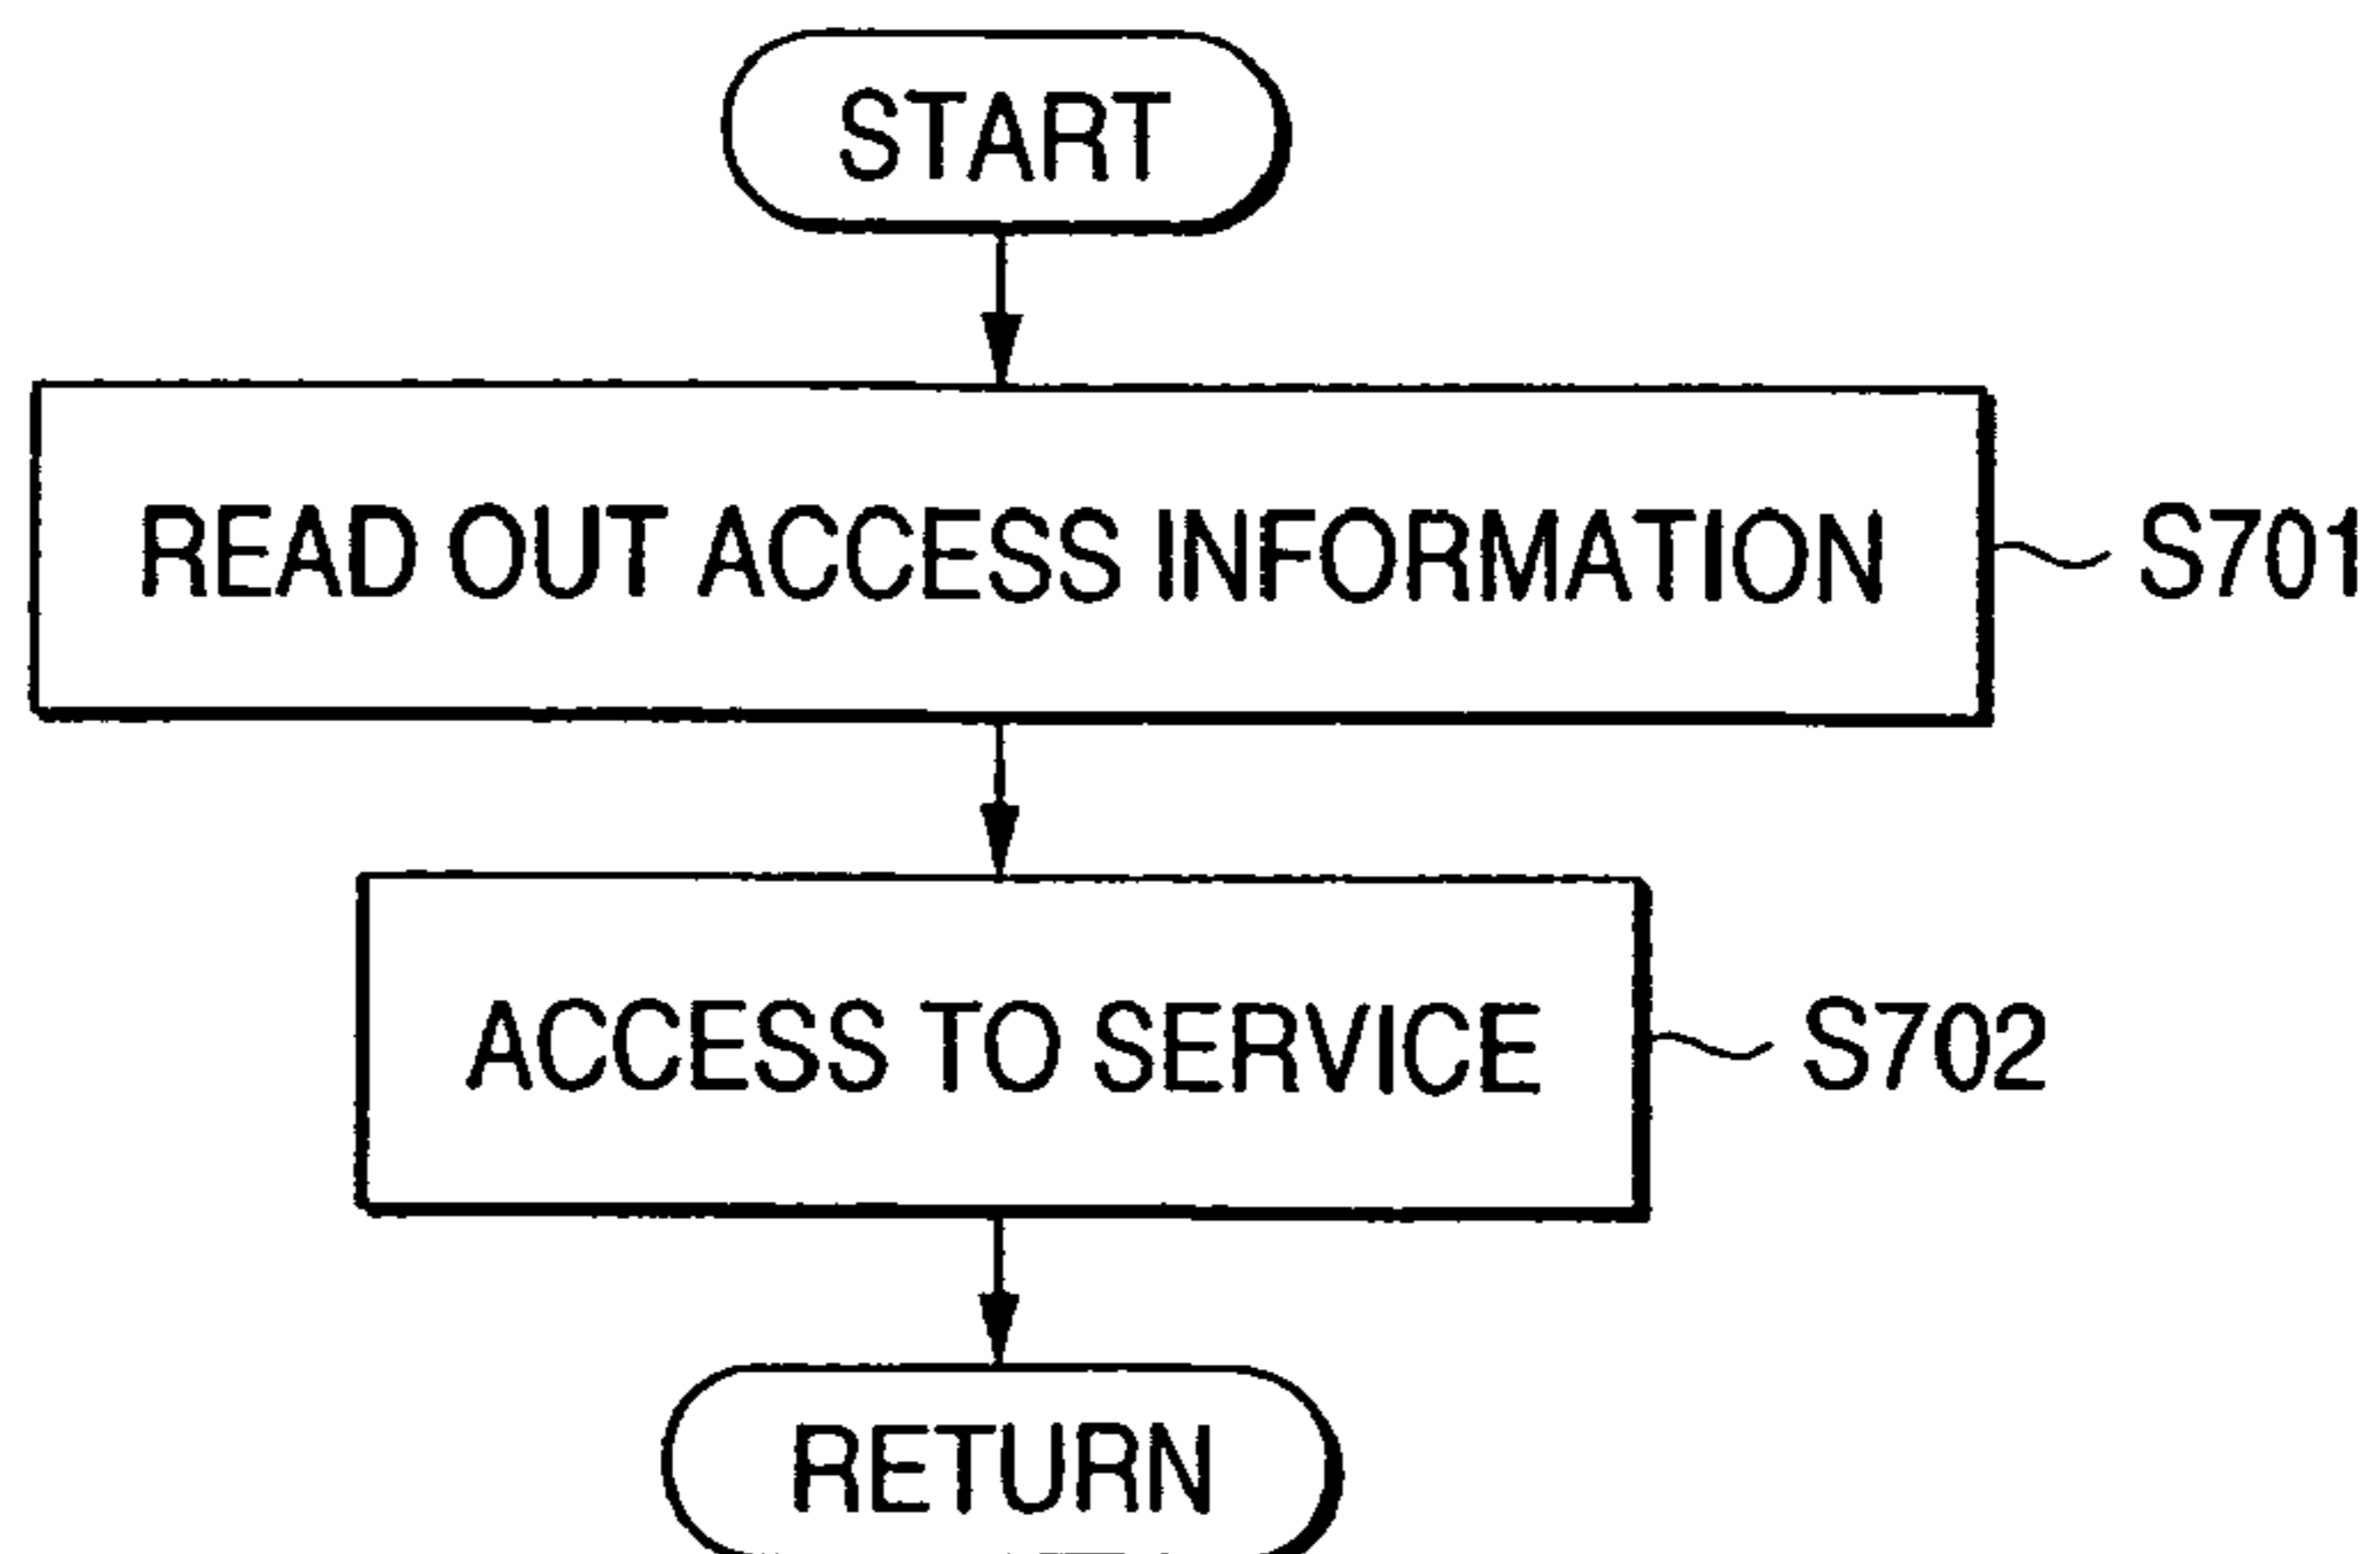 START
READ OUT ACCESS INFORMATION
S701
ACCESS TO SERVICE
S702
RETURN